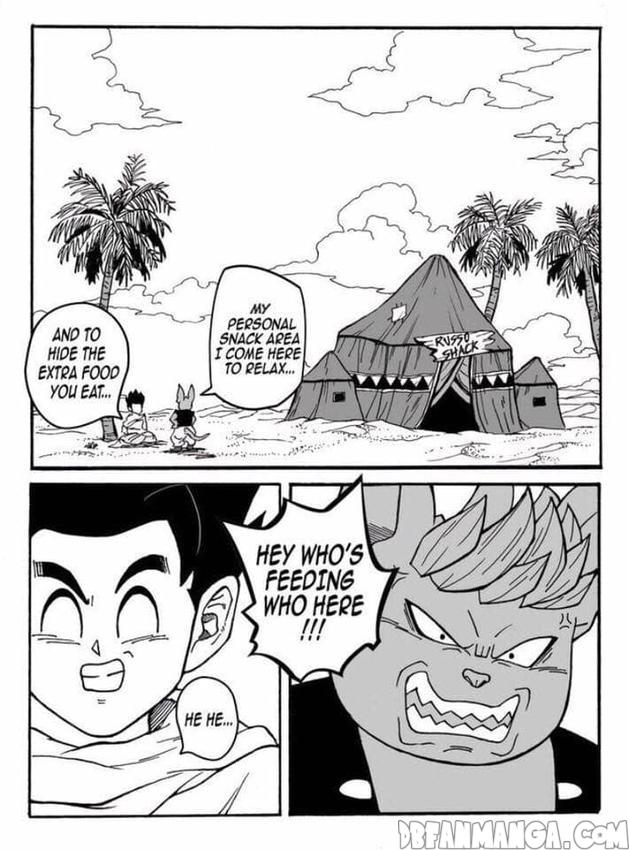 MY
PERSONAL
SNACK AREA
I COME HERE
TO RELAX...
AND TO
HIDE THE
EXTRA FOOD
YOU EAT...
RUSSO
SHACK
HEY WHO'S
FEEDING
WHO HERE
!!!
HE HE...
DBFANMANGA.COM